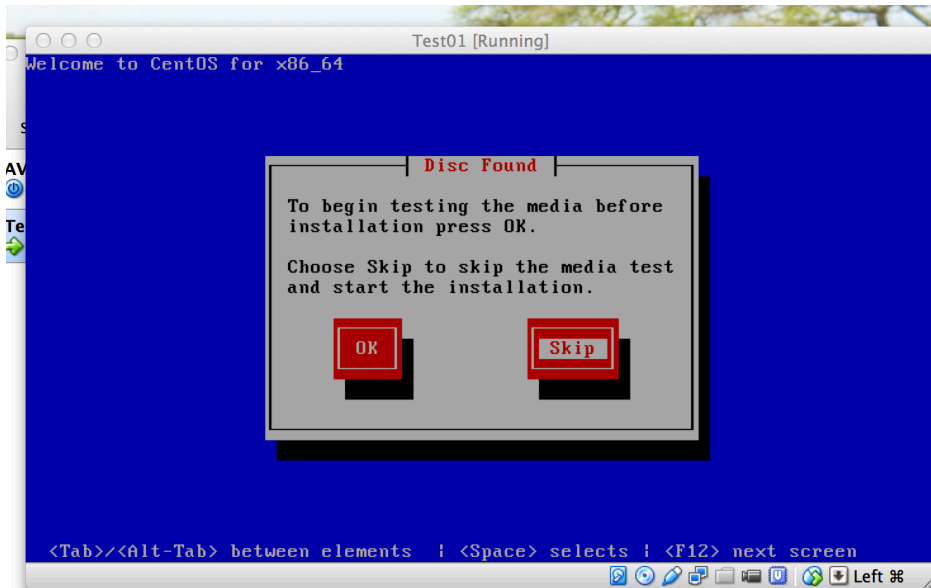 Test01 [Running]
Welcome to CentOS for x86_64
AV
Te
Disc Found
To begin testing the media before
installation press OK.
Choose Skip to skip the media test
and start the installation.
OK Skip
<Tab>/<Alt-Tab> between elements | <Space> selects | <F12> next screen
Left ⌘